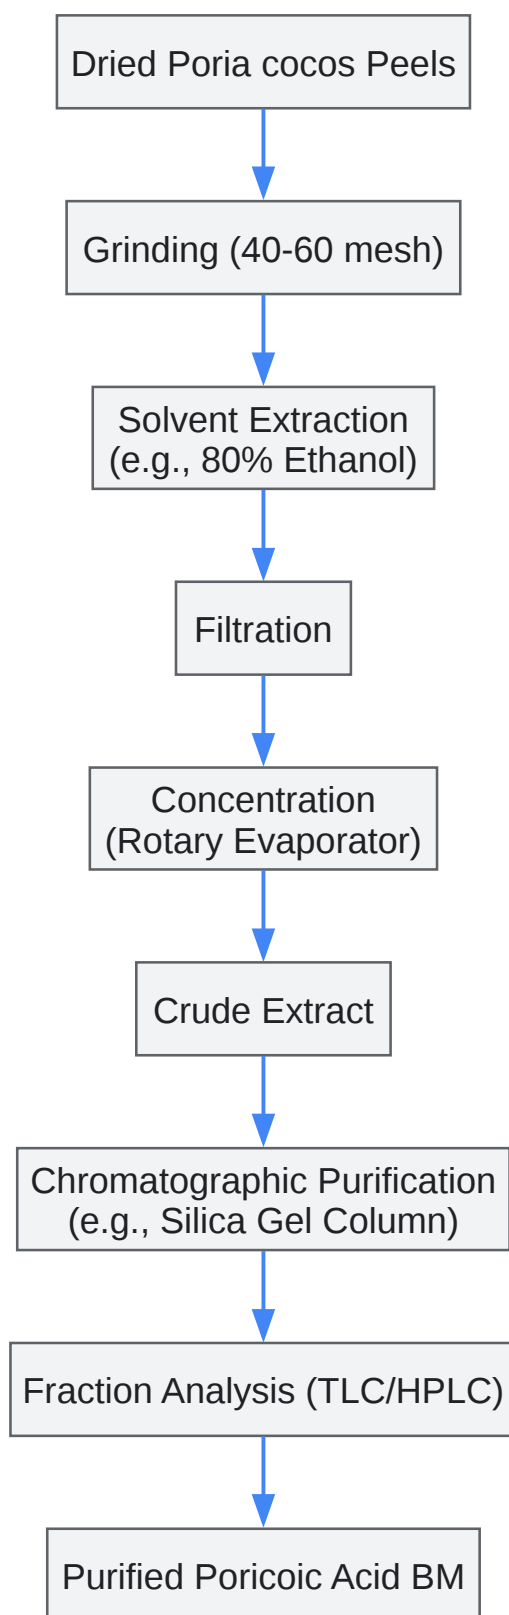 Dried Poria cocos Peels
Grinding (40-60 mesh)
Solvent Extraction
(e.g., 80% Ethanol)
Filtration
Concentration
(Rotary Evaporator)
Crude Extract
Chromatographic Purification
(e.g., Silica Gel Column)
Fraction Analysis (TLC/HPLC)
Purified Poricoic Acid BM